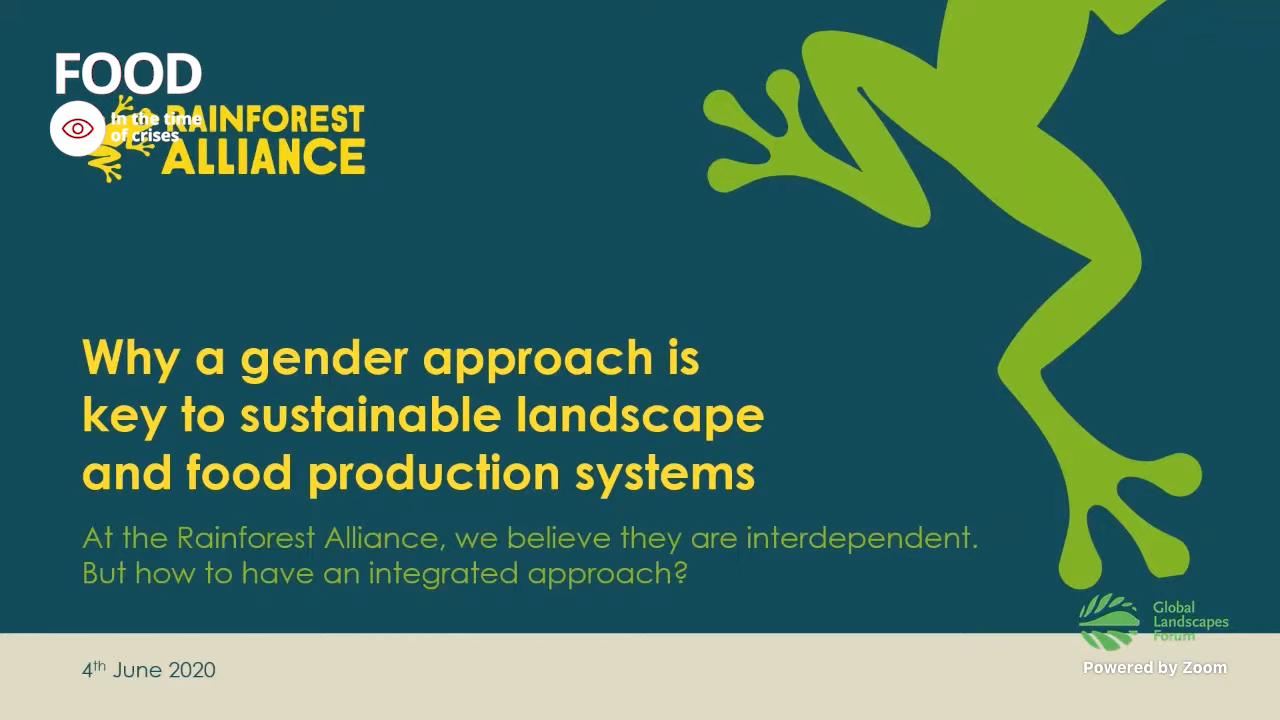 FOOD
in the time
of crises
RAINFOREST
ALLIANCE
Why a gender approach is
key to sustainable landscape
and food production systems
At the Rainforest Alliance, we believe they are interdependent.
But how to have an integrated approach?
Global
Landscapes
Forum
4th June 2020
Powered by Zoom